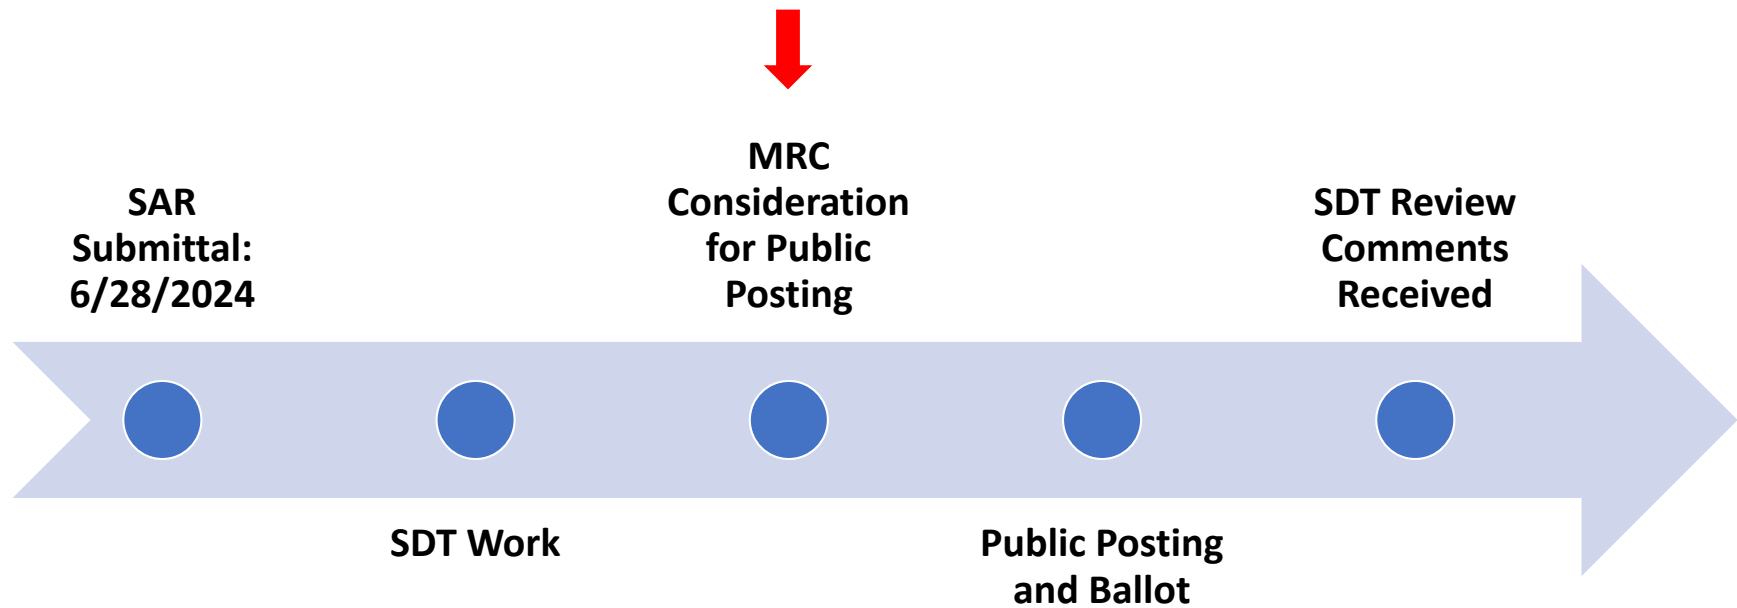 SAR
Submittal:
6/28/2024
SDT Work
MRC
Consideration
for Public
Posting
Public Posting
and Ballot
SDT Review
Comments
Received